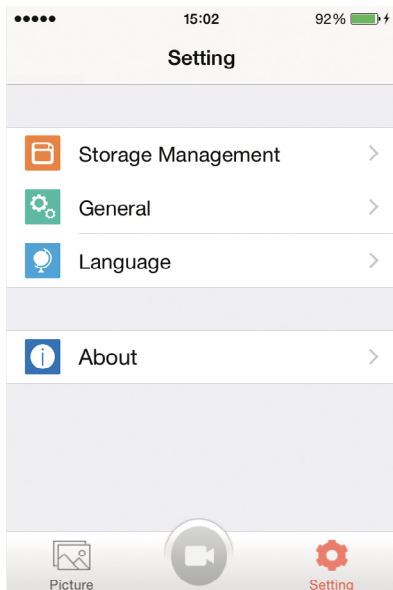 15:02 92%
Setting
Storage Management
General
Language
About
Picture Setting